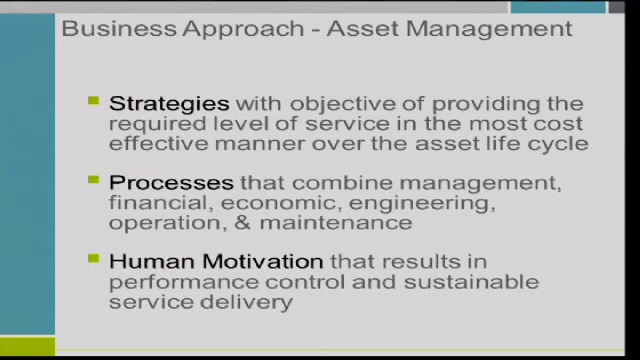 Business Approach - Asset Management
Strategies with objective of providing the
required level of service in the most cost
effective manner over the asset life cycle
Processes that combine management,
financial, economic, engineering,
operation, & maintenance
Human Motivation that results in
performance control and sustainable
service delivery